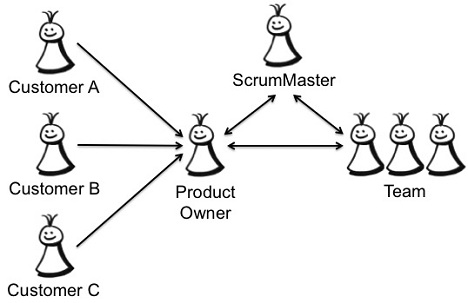 Customer A
ScrumMaster
Customer B
Product
Owner
Team
Customer C